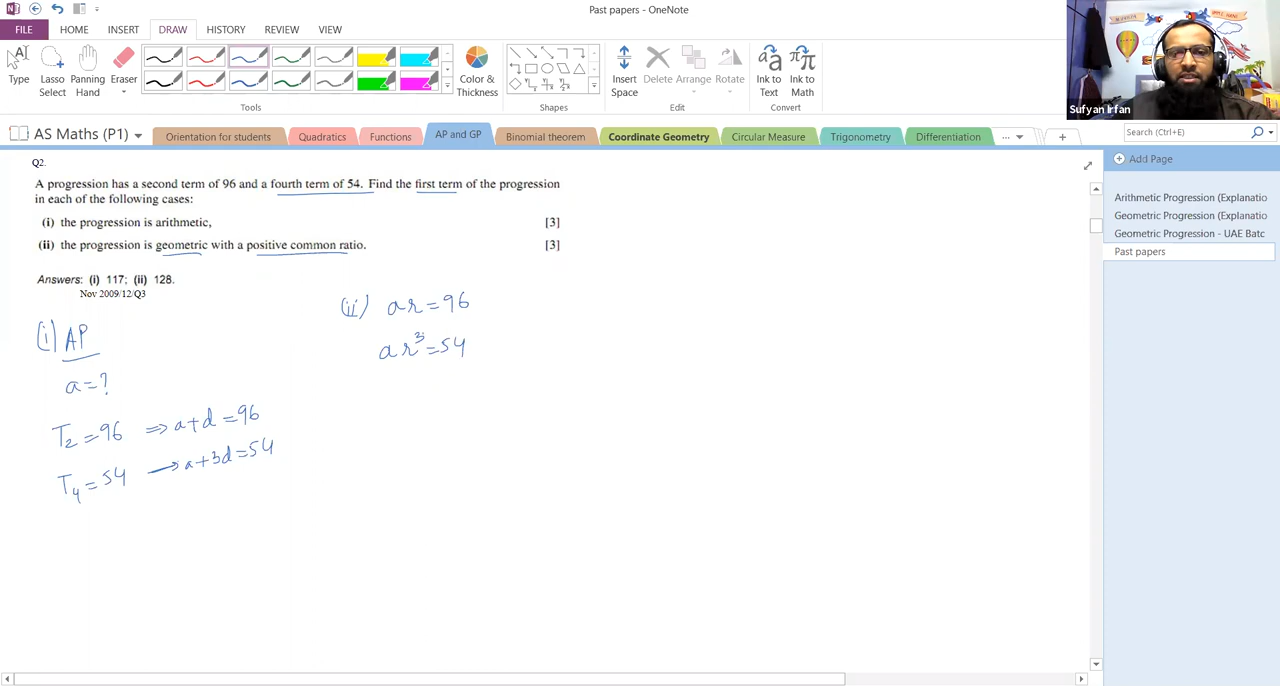 Past papers - OneNote
FILE HOME INSERT DRAW HISTORY REVIEW VIEW
Type Lasso Select Panning Hand Eraser Color & Thickness Insert Space Delete Arrange Rotate Ink to Text Ink to Math
Tools Shapes Edit Convert
Sufyan Irfan
AS Maths (P1) Orientation for students Quadratics Functions AP and GP Binomial theorem Coordinate Geometry Circular Measure Trigonometry Differentiation ... Search (Ctrl+E)
Add Page
Arithmetic Progression (Explanatio
Geometric Progression (Explanatio
Geometric Progression - UAE Batc
Past papers
Q2.
A progression has a second term of 96 and a fourth term of 54. Find the first term of the progression
in each of the following cases:
(i) the progression is arithmetic, [3]
(ii) the progression is geometric with a positive common ratio. [3]
Answers: (i) 117; (ii) 128.
Nov 2009/12/Q3
(i) AP
a=?
T₂=96 => a+d=96
T₄=54 → a+3d=54
(ii) ar=96
ar³=54